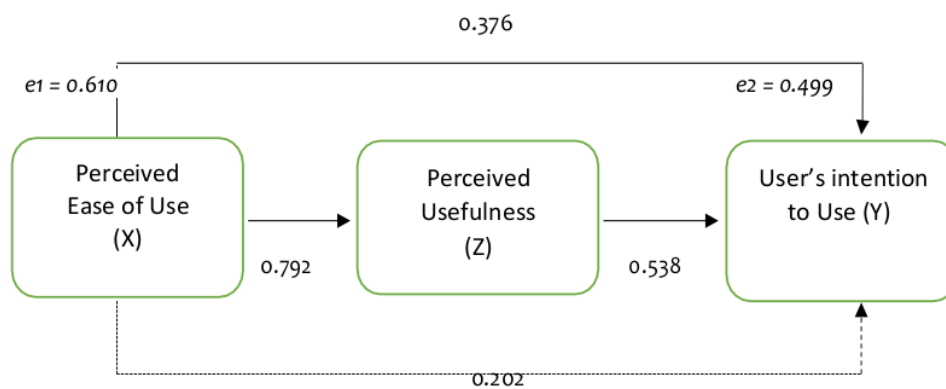 0.376
e1 = 0.610
e2 = 0.499
Perceived
Ease of Use
(X)
Perceived
Usefulness
(Z)
User's intention
to Use (Y)
0.792
0.538
0.202